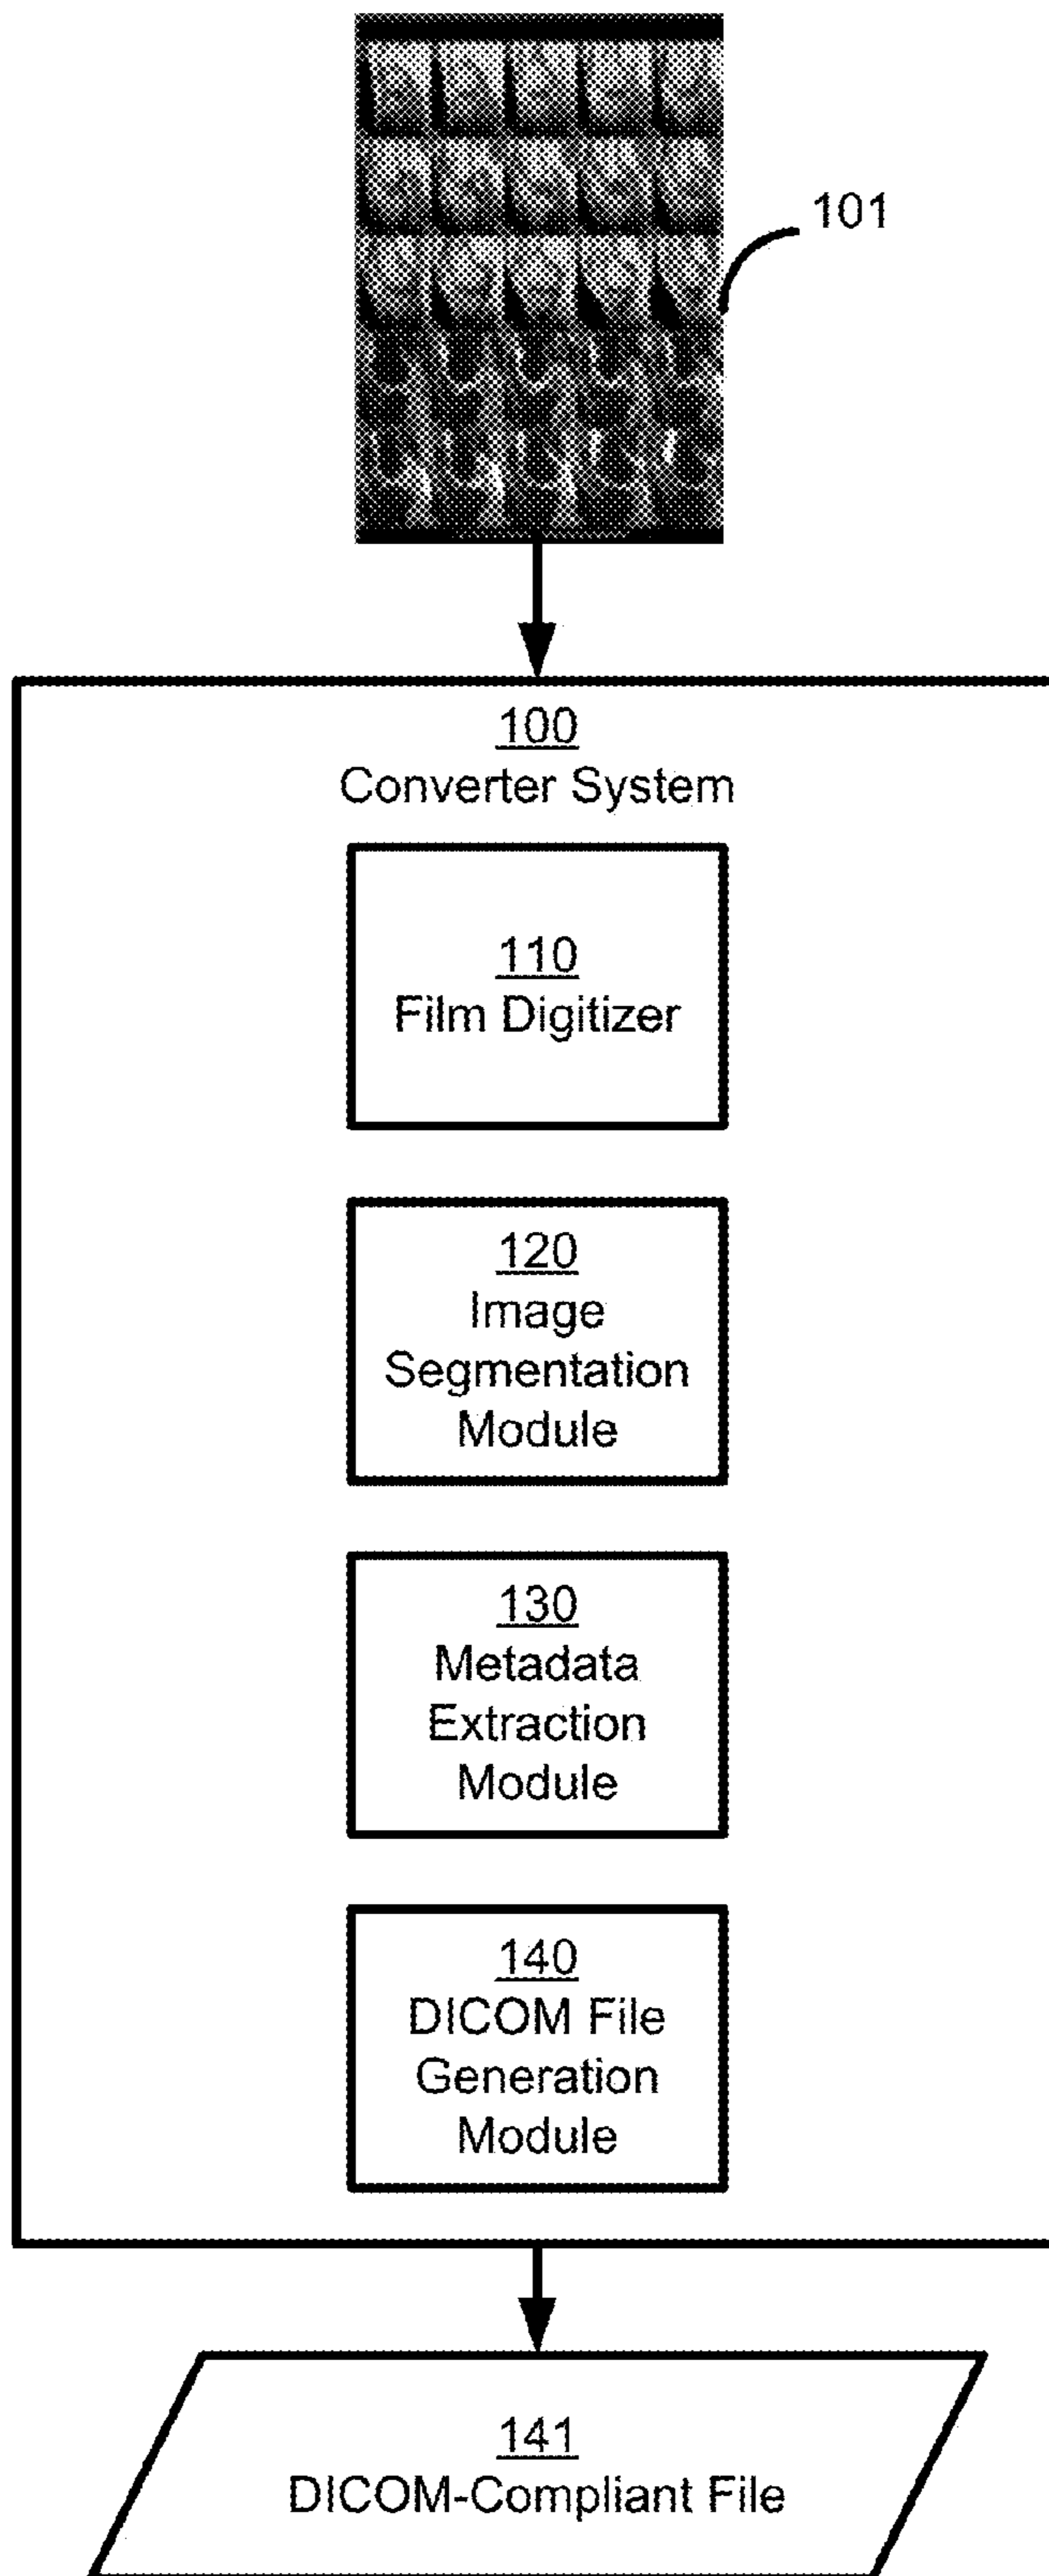 101
100
Converter System
110
Film Digitizer
120
Image
Segmentation
Module
130
Metadata
Extraction
Module
140
DICOM File
Generation
Module
141
DICOM-Compliant File